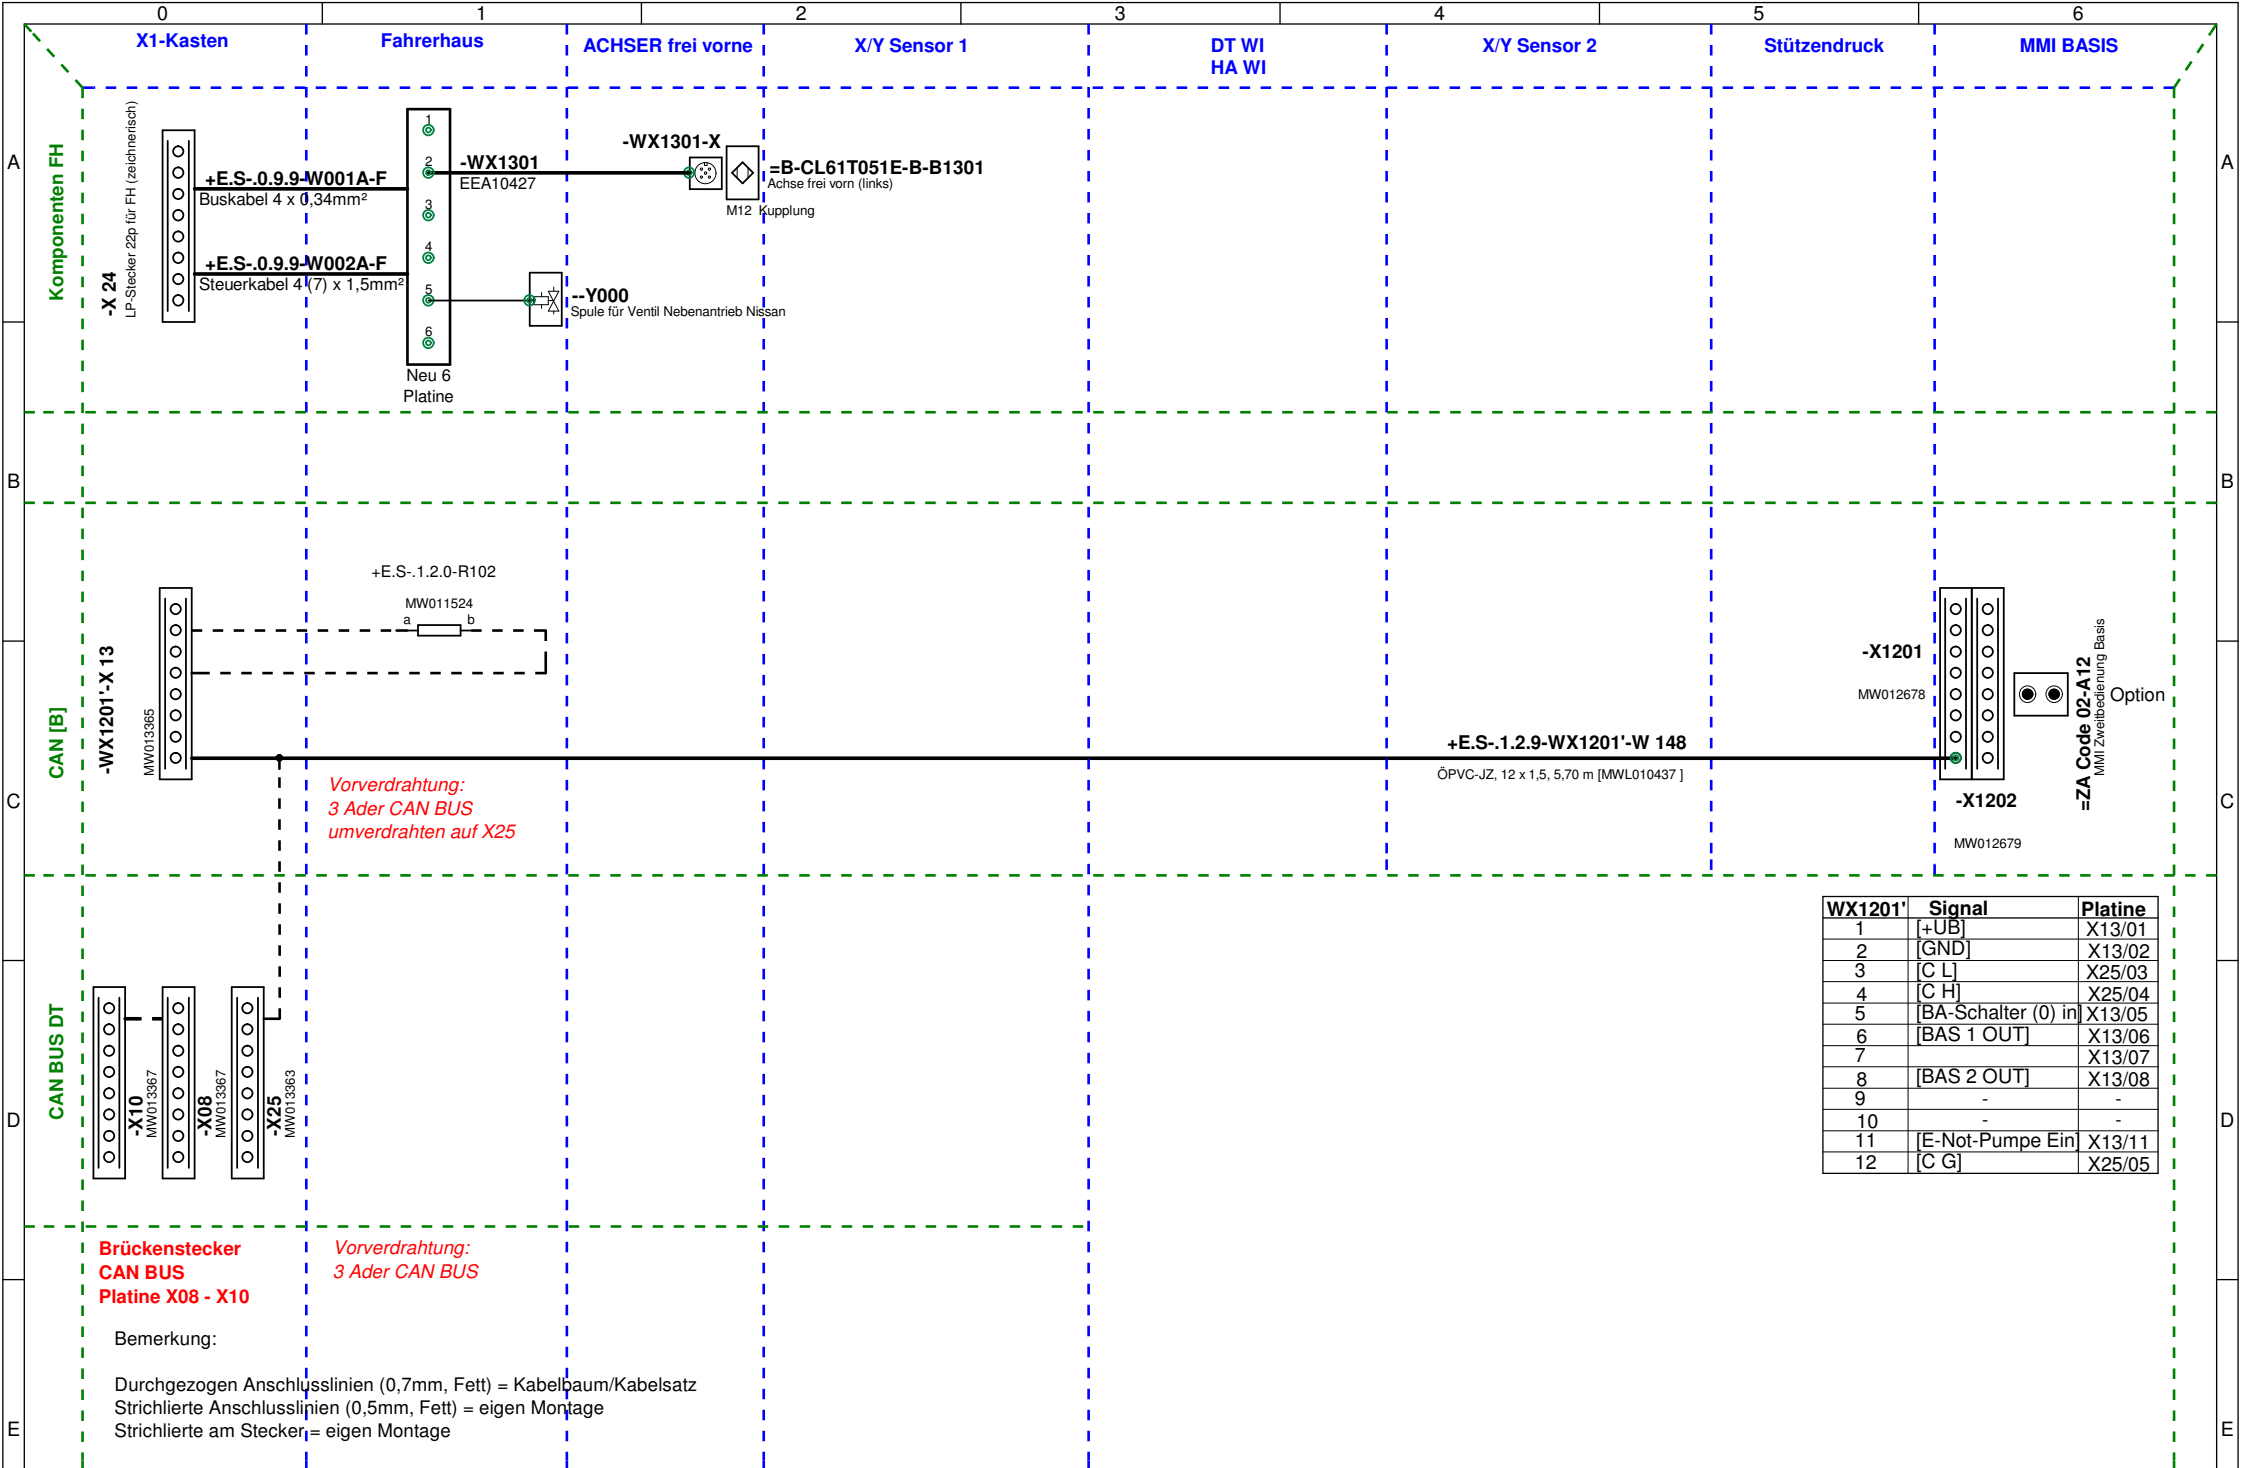 0 1 2 3 4 5 6
X1-Kasten
Fahrerhaus
ACHSER frei vorne
X/Y Sensor 1
DT WI
HA WI
X/Y Sensor 2
Stützendruck
MMI BASIS
A
A
B
B
C
C
D
D
E
E
Komponenten FH
-X 24
LP-Stecker 22p für FH (zeichnerisch)
+E.S-.0.9.9-W001A-F
Buskabel 4 x 0,34mm²
+E.S-.0.9.9-W002A-F
Steuerkabel 4 (7) x 1,5mm²
1
2
3
4
5
6
Neu 6
Platine
-WX1301
EEA10427
-WX1301-X
=B-CL61T051E-B-B1301
Achse frei vorn (links)
M12 Kupplung
--Y000
Spule für Ventil Nebenantrieb Nissan
CAN [B]
-WX1201'-X 13
MW013365
+E.S-.1.2.0-R102
MW011524
a b
Vorverdrahtung:
3 Ader CAN BUS
umverdrahten auf X25
+E.S-.1.2.9-WX1201'-W 148
ÖPVC-JZ, 12 x 1,5, 5,70 m [MWL010437 ]
-X1201
MW012678
-X1202
MW012679
=ZA Code 02-A12
MMI Zweitbedienung Basis
Option
CAN BUS DT
-X10
MW013367
-X08
MW013367
-X25
MW013363
WX1201' Signal Platine
1 [+UB] X13/01
2 [GND] X13/02
3 [C L] X25/03
4 [C H] X25/04
5 [BA-Schalter (0) in] X13/05
6 [BAS 1 OUT] X13/06
7 X13/07
8 [BAS 2 OUT] X13/08
9 - -
10 - -
11 [E-Not-Pumpe Ein] X13/11
12 [C G] X25/05
Brückenstecker
CAN BUS
Platine X08 - X10
Vorverdrahtung:
3 Ader CAN BUS
Bemerkung:
Durchgezogen Anschlusslinien (0,7mm, Fett) = Kabelbaum/Kabelsatz
Strichlierte Anschlusslinien (0,5mm, Fett) = eigen Montage
Strichlierte am Stecker = eigen Montage